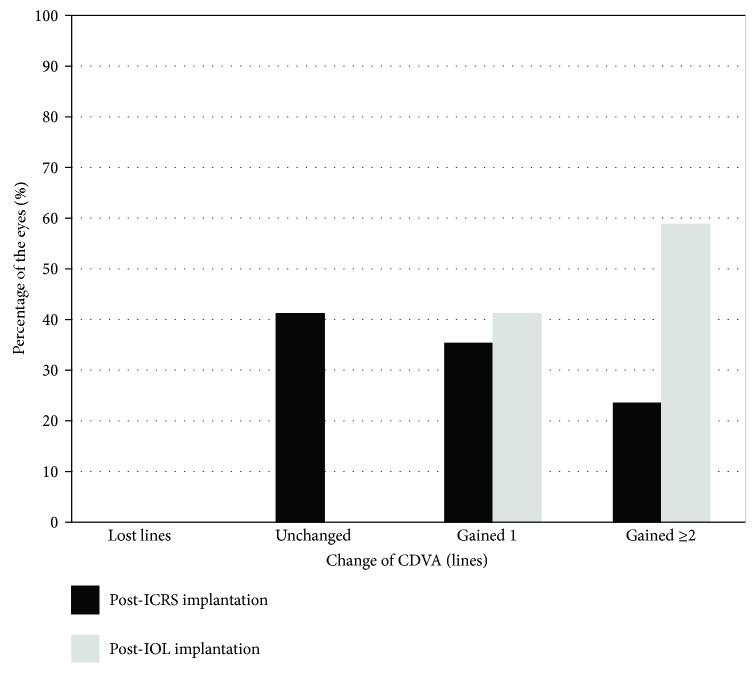 100
90
80
70
60
50
40
30
20
10
0
Percentage of the eyes (%)
Lost lines
Unchanged
Gained 1
Gained ≥2
Change of CDVA (lines)
Post-ICRS implantation
Post-IOL implantation